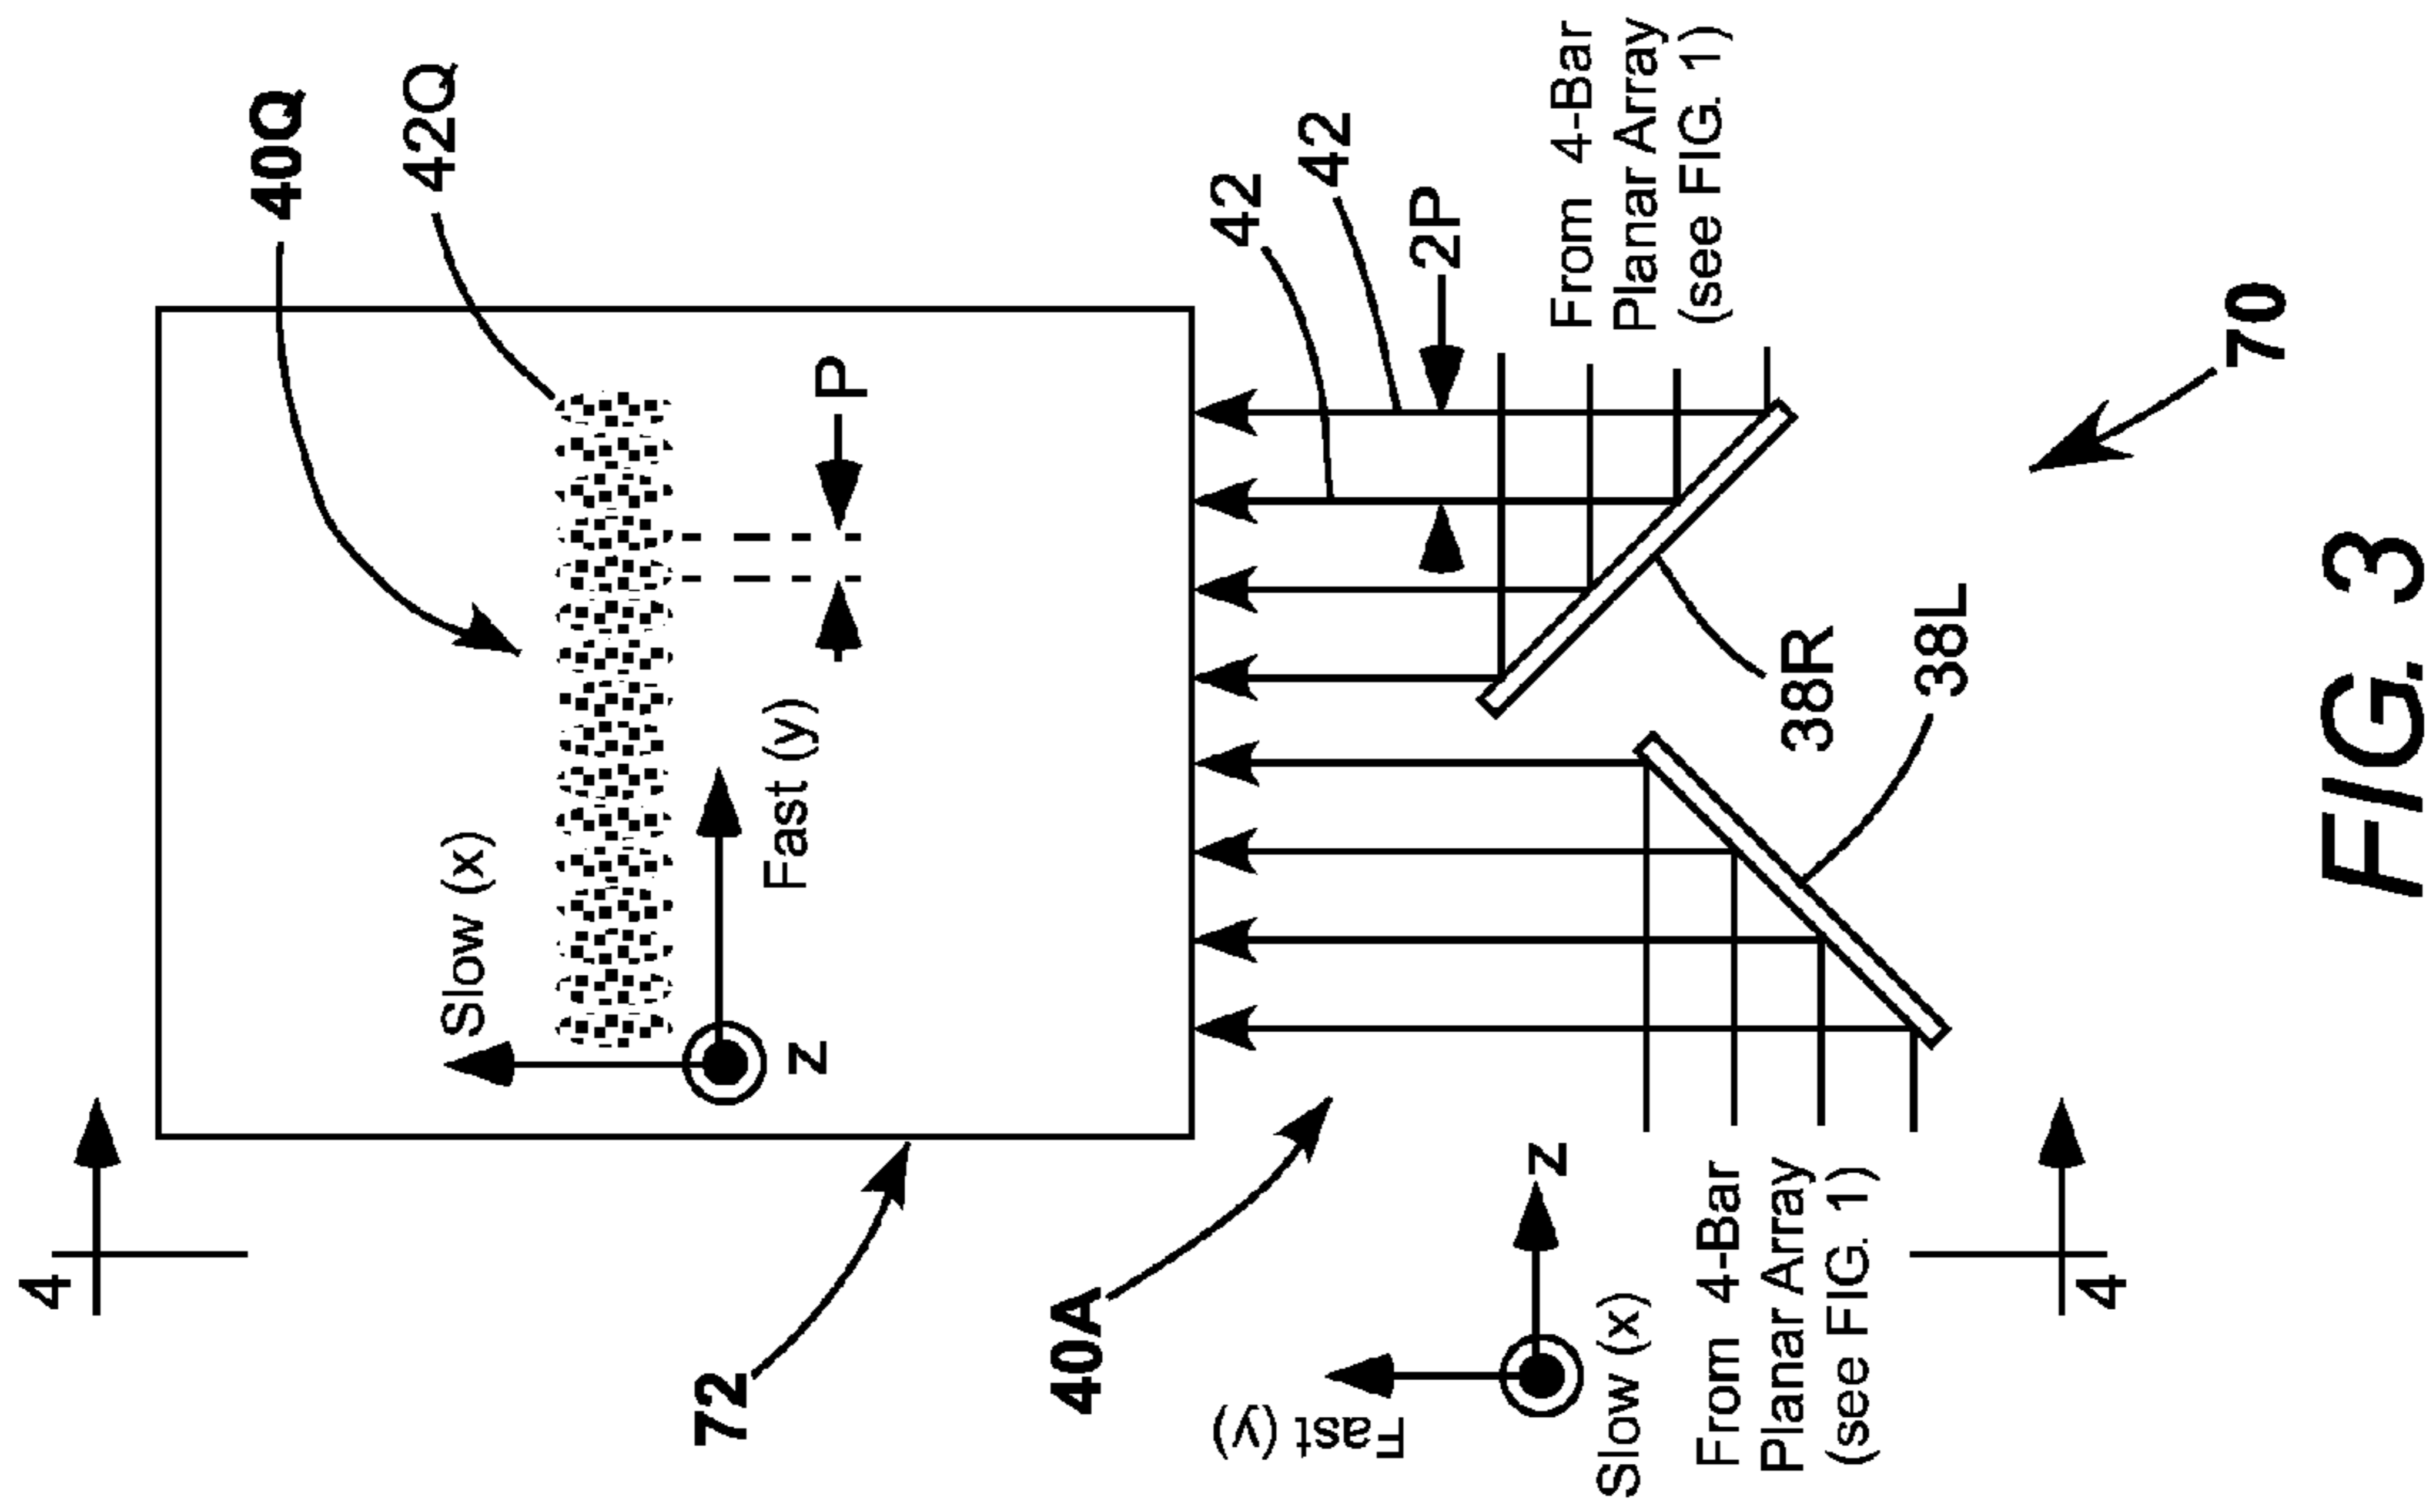 4
72
40Q
42Q
Slow (x)
Fast (y)
z
P
40A
Fast (y)
z
Slow (x)
From 4-Bar
Planar Array
(see FIG. 1)
42
42
2P
From 4-Bar
Planar Array
(see FIG. 1)
38R
38L
4
70
FIG. 3